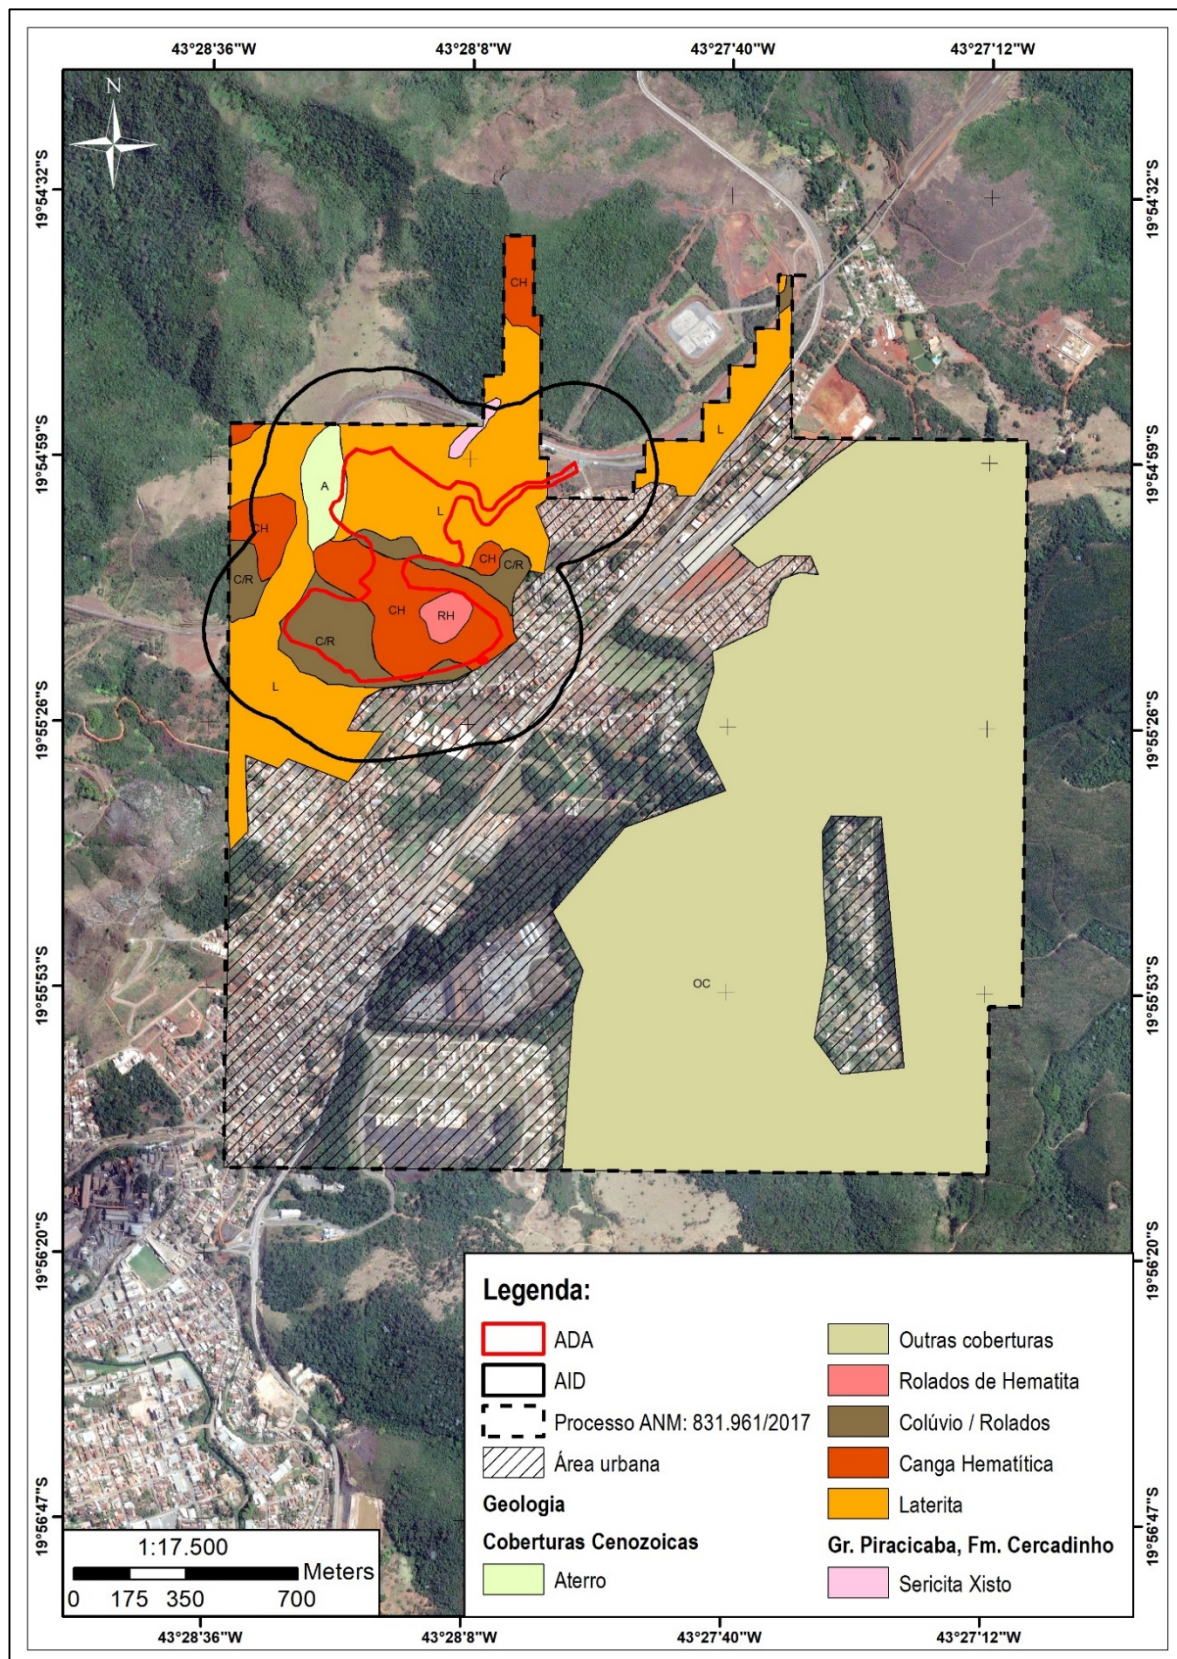 43°28'36"W 43°28'8"W 43°27'40"W 43°27'12"W
N
19°54'32"S 19°54'32"S
CH
L
19°54'59"S 19°54'59"S
A
L
CH
CH
C/R
C/R
CH
RH
C/R
L
19°55'26"S 19°55'26"S
OC
19°55'53"S 19°55'53"S
19°56'20"S 19°56'20"S
Legenda:
ADA
AID
Processo ANM: 831.961/2017
Área urbana
Geologia
Coberturas Cenozoicas
Aterro
Outras coberturas
Rolados de Hematita
Colúvio / Rolados
Canga Hematítica
Laterita
Gr. Piracicaba, Fm. Cercadinho
Sericita Xisto
19°56'47"S 19°56'47"S
1:17.500
Meters
0 175 350 700
43°28'36"W 43°28'8"W 43°27'40"W 43°27'12"W